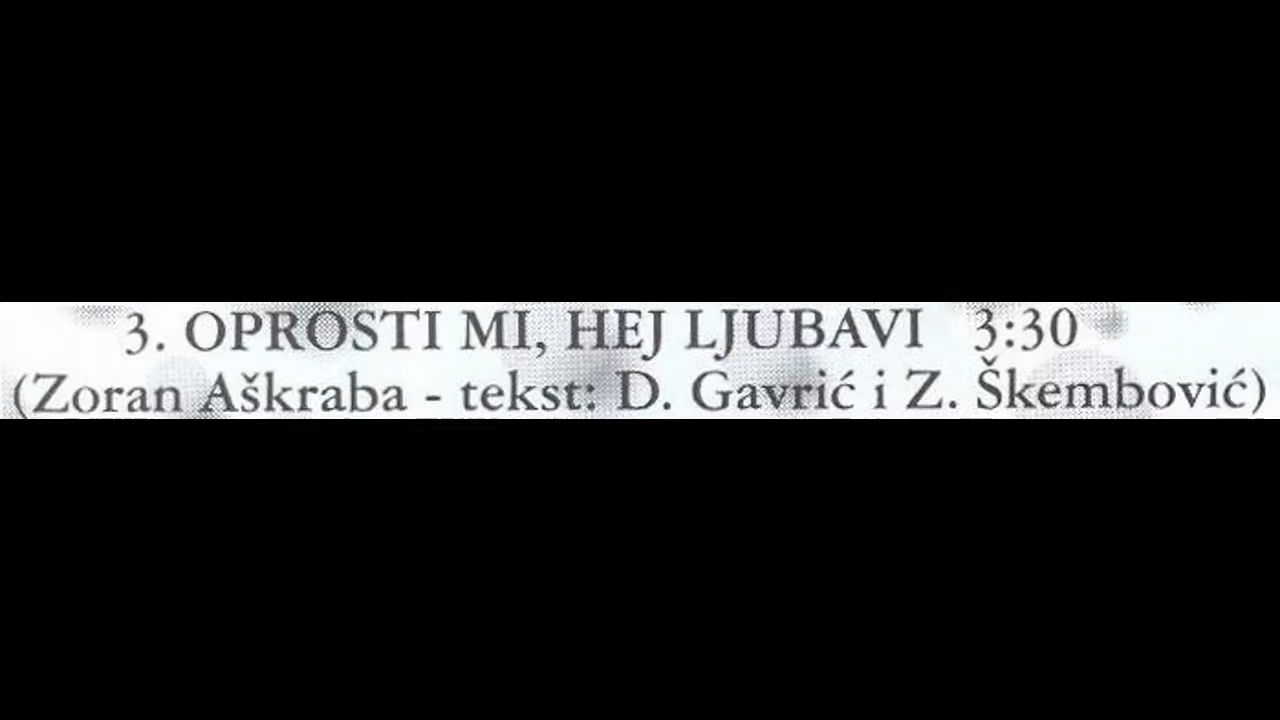 3. OPROSTI MI, HEJ LJUBAVI 3:30
(Zoran Aškraba - tekst: D. Gavrić i Z. Škembović)